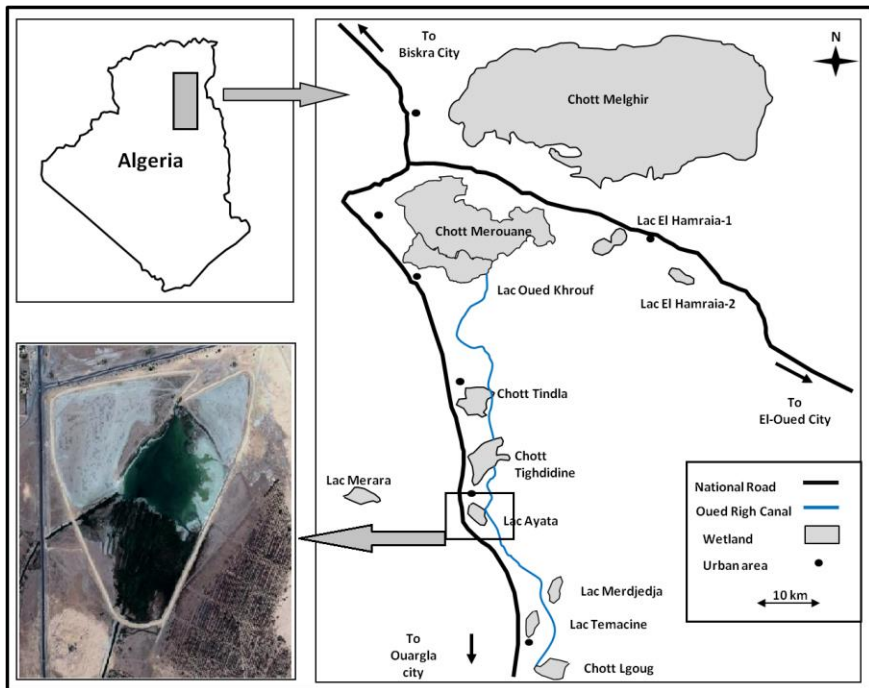 Algeria
To
Biskra City
N
Chott Melghir
Lac El Hamraia-1
Chott Merouane
Lac Oued Khrouf
Lac El Hamraia-2
Chott Tindla
To
El-Oued City
Chott
Tighdidine
Lac Merara
Lac Ayata
National Road
Oued Righ Canal
Wetland
Urban area
10 km
Lac Merdjedja
Lac Temacine
To
Ouargla
city
Chott Lgoug